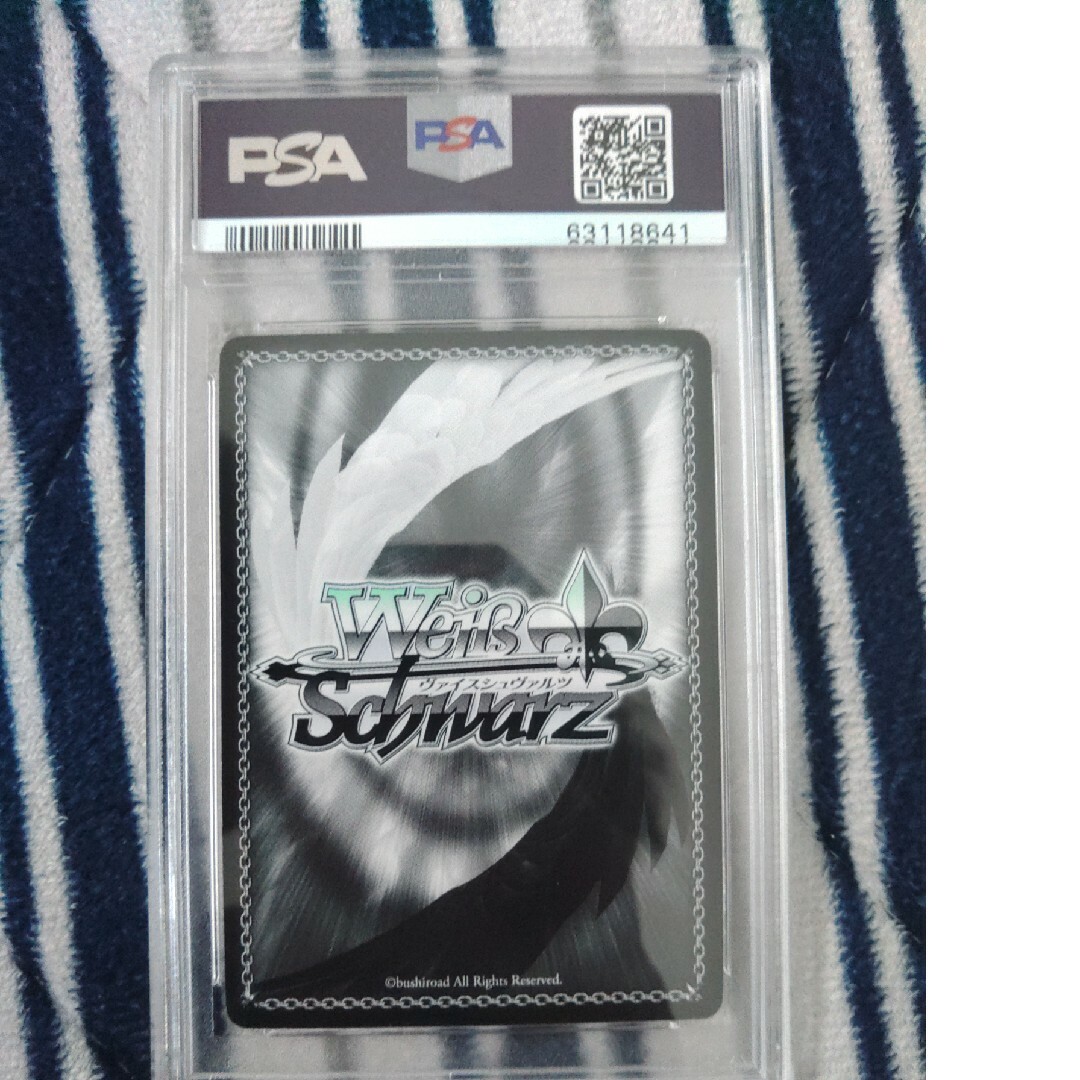 PSA
PSA
63118641
Weiß
ヴァイスシュヴァルツ
Schwarz
©bushiroad All Rights Reserved.